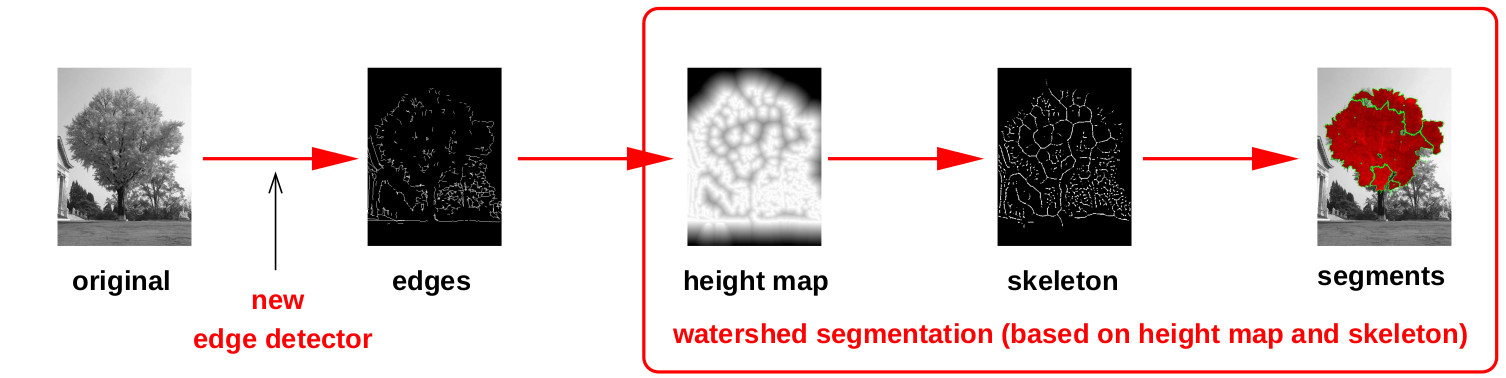 original
edges
height map
skeleton
segments
new
edge detector
watershed segmentation (based on height map and skeleton)